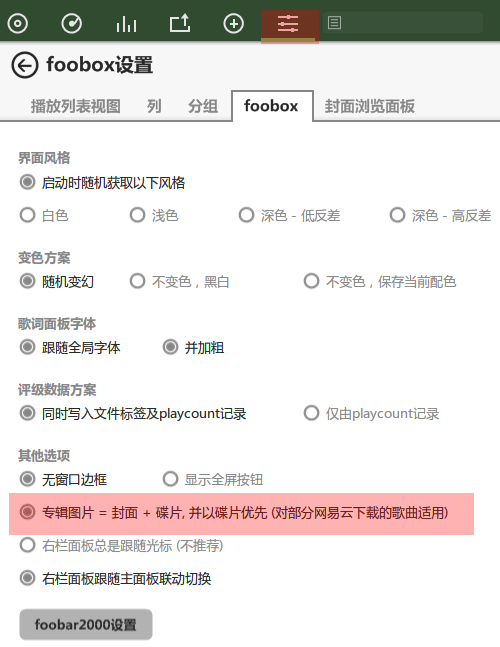 foobox设置
播放列表视图 列 分组 foobox 封面浏览面板
界面风格
启动时随机获取以下风格
白色 浅色 深色 - 低反差 深色 - 高反差
变色方案
随机变幻 不变色 , 黑白 不变色 , 保存当前配色
歌词面板字体
跟随全局字体 并加粗
评级数据方案
同时写入文件标签及playcount记录 仅由playcount记录
其他选项
无窗口边框 显示全屏按钮
专辑图片 = 封面 + 碟片, 并以碟片优先 (对部分网易云下载的歌曲适用)
右栏面板总是跟随光标 (不推荐)
右栏面板跟随主面板联动切换
foobar2000设置